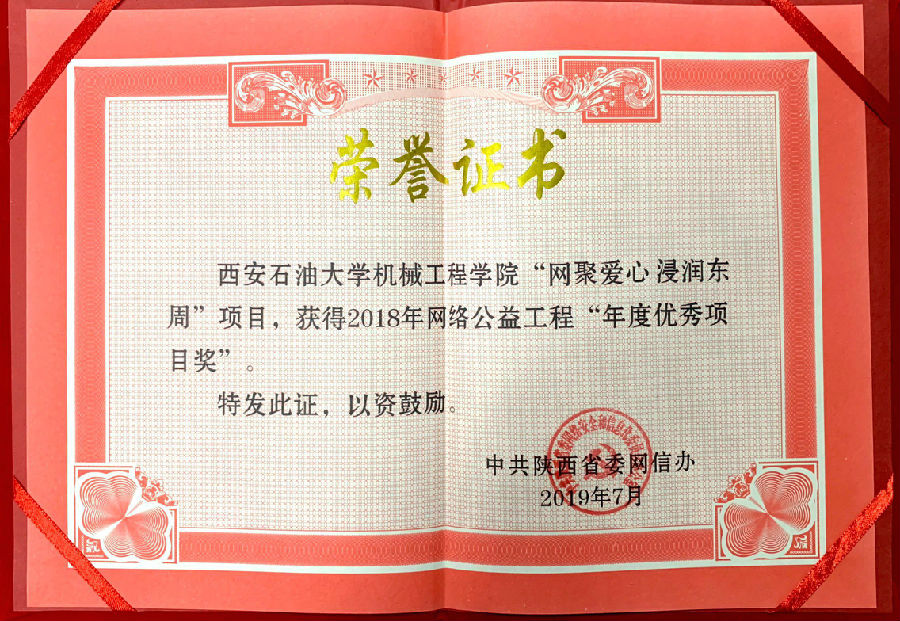 荣誉证书
西安石油大学机械工程学院“网聚爱心 浸润东
周”项目，获得2018年网络公益工程“年度优秀项
目奖”。
特发此证，以资鼓励。
中共陕西省委网信办
2019年7月